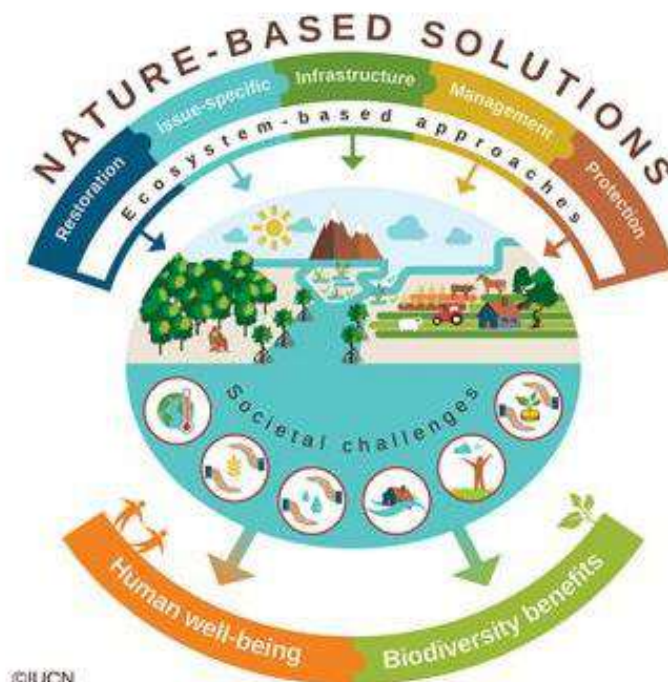 NATURE-BASED SOLUTIONS
Restoration
Issue-specific
Infrastructure
Management
Protection
Ecosystem-based approaches
Societal challenges
Human well-being
Biodiversity benefits
©IUCN